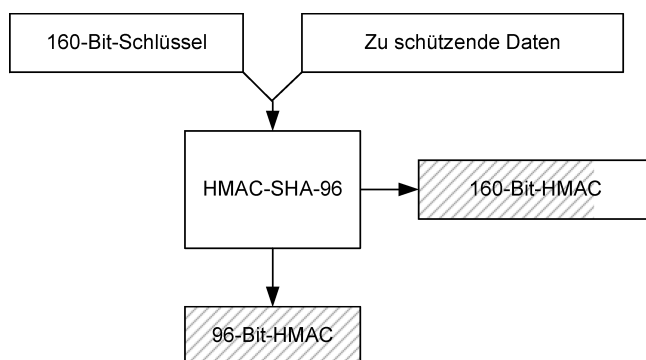 160-Bit-Schlüssel
Zu schützende Daten
HMAC-SHA-96
160-Bit-HMAC
96-Bit-HMAC